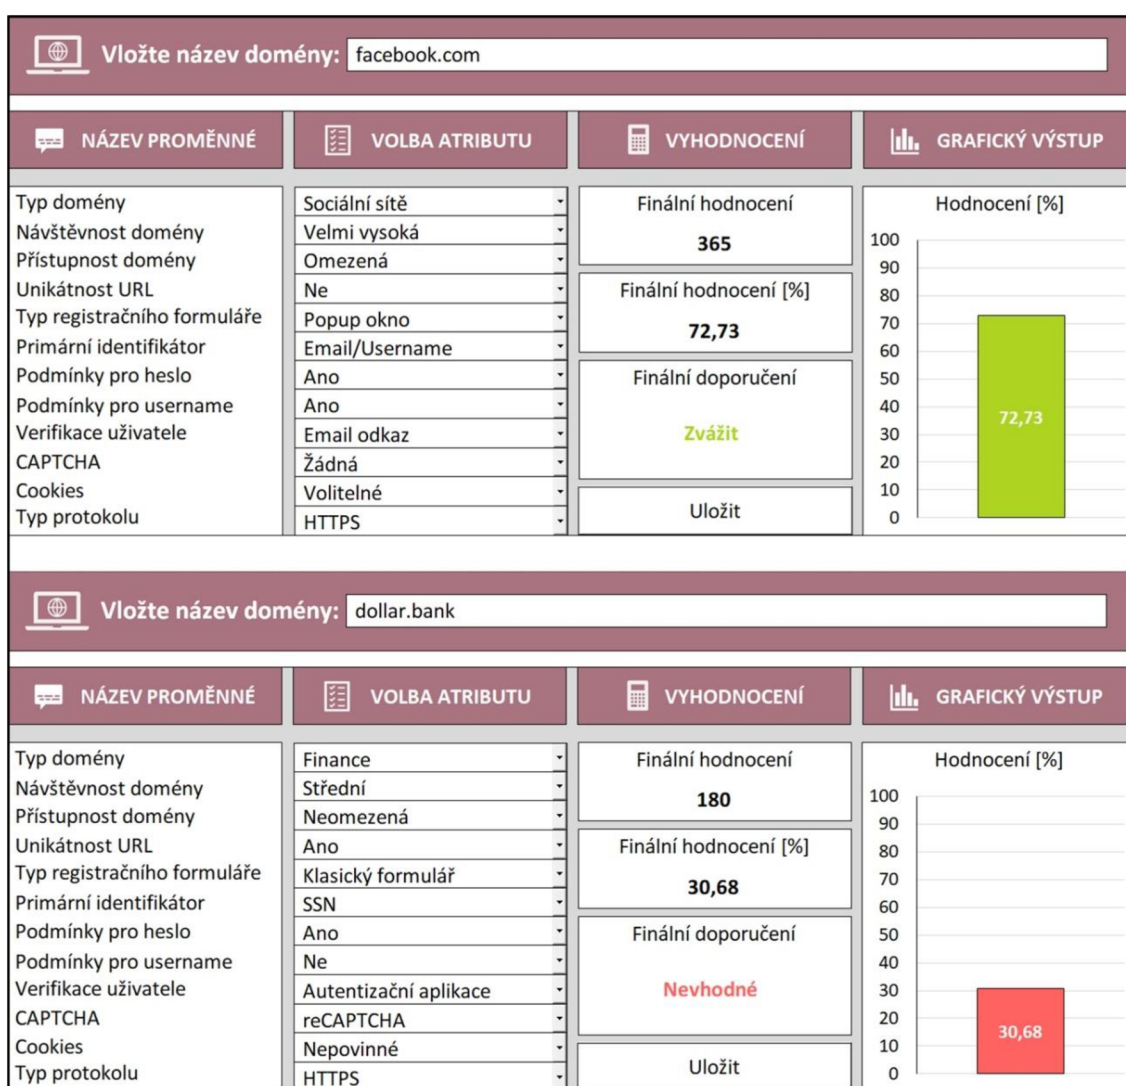 Vložte název domény: facebook.com
NÁZEV PROMĚNNÉ VOLBA ATRIBUTU VYHODNOCENÍ GRAFICKÝ VÝSTUP
Typ domény Sociální sítě
Návštěvnost domény Velmi vysoká
Přístupnost domény Omezená
Unikátnost URL Ne
Typ registračního formuláře Popup okno
Primární identifikátor Email/Username
Podmínky pro heslo Ano
Podmínky pro username Ano
Verifikace uživatele Email odkaz
CAPTCHA Žádná
Cookies Volitelné
Typ protokolu HTTPS
Finální hodnocení
365
Finální hodnocení [%]
72,73
Finální doporučení
Zvážit
Uložit
Hodnocení [%]
100
90
80
70
60
50
40
30
20
10
0
72,73
Vložte název domény: dollar.bank
NÁZEV PROMĚNNÉ VOLBA ATRIBUTU VYHODNOCENÍ GRAFICKÝ VÝSTUP
Typ domény Finance
Návštěvnost domény Střední
Přístupnost domény Neomezená
Unikátnost URL Ano
Typ registračního formuláře Klasický formulář
Primární identifikátor SSN
Podmínky pro heslo Ano
Podmínky pro username Ne
Verifikace uživatele Autentizační aplikace
CAPTCHA reCAPTCHA
Cookies Nepovinné
Typ protokolu HTTPS
Finální hodnocení
180
Finální hodnocení [%]
30,68
Finální doporučení
Nevhodné
Uložit
Hodnocení [%]
100
90
80
70
60
50
40
30
20
10
0
30,68